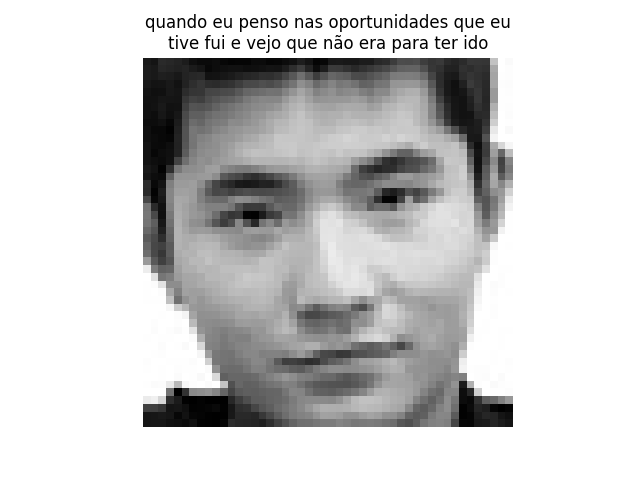 quando eu penso nas oportunidades que eu
tive fui e vejo que não era para ter ido